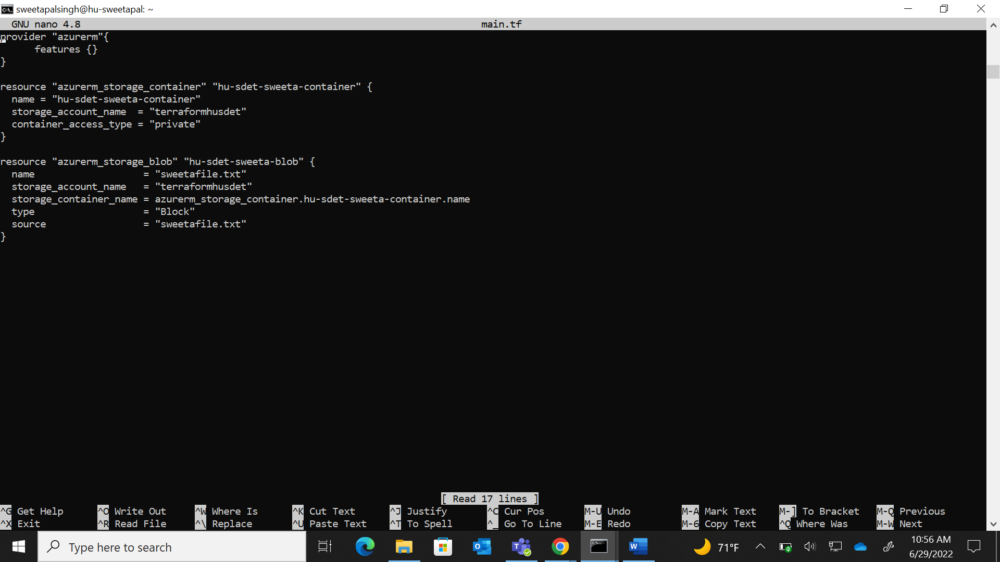 sweetapalsingh@hu-sweetapal: ~
GNU nano 4.8 main.tf
provider "azurerm"{
features {}
}
resource "azurerm_storage_container" "hu-sdet-sweeta-container" {
name = "hu-sdet-sweeta-container"
storage_account_name = "terraformhusdet"
container_access_type = "private"
}
resource "azurerm_storage_blob" "hu-sdet-sweeta-blob" {
name = "sweetafile.txt"
storage_account_name = "terraformhusdet"
storage_container_name = azurerm_storage_container.hu-sdet-sweeta-container.name
type = "Block"
source = "sweetafile.txt"
}
[ Read 17 lines ]
^G Get Help ^O Write Out ^W Where Is ^K Cut Text ^J Justify ^C Cur Pos M-U Undo M-A Mark Text M-] To Bracket M-Q Previous
^X Exit ^R Read File ^\ Replace ^U Paste Text ^T To Spell ^_ Go To Line M-E Redo M-6 Copy Text ^Q Where Was M-W Next
Type here to search 71°F 10:56 AM
6/29/2022